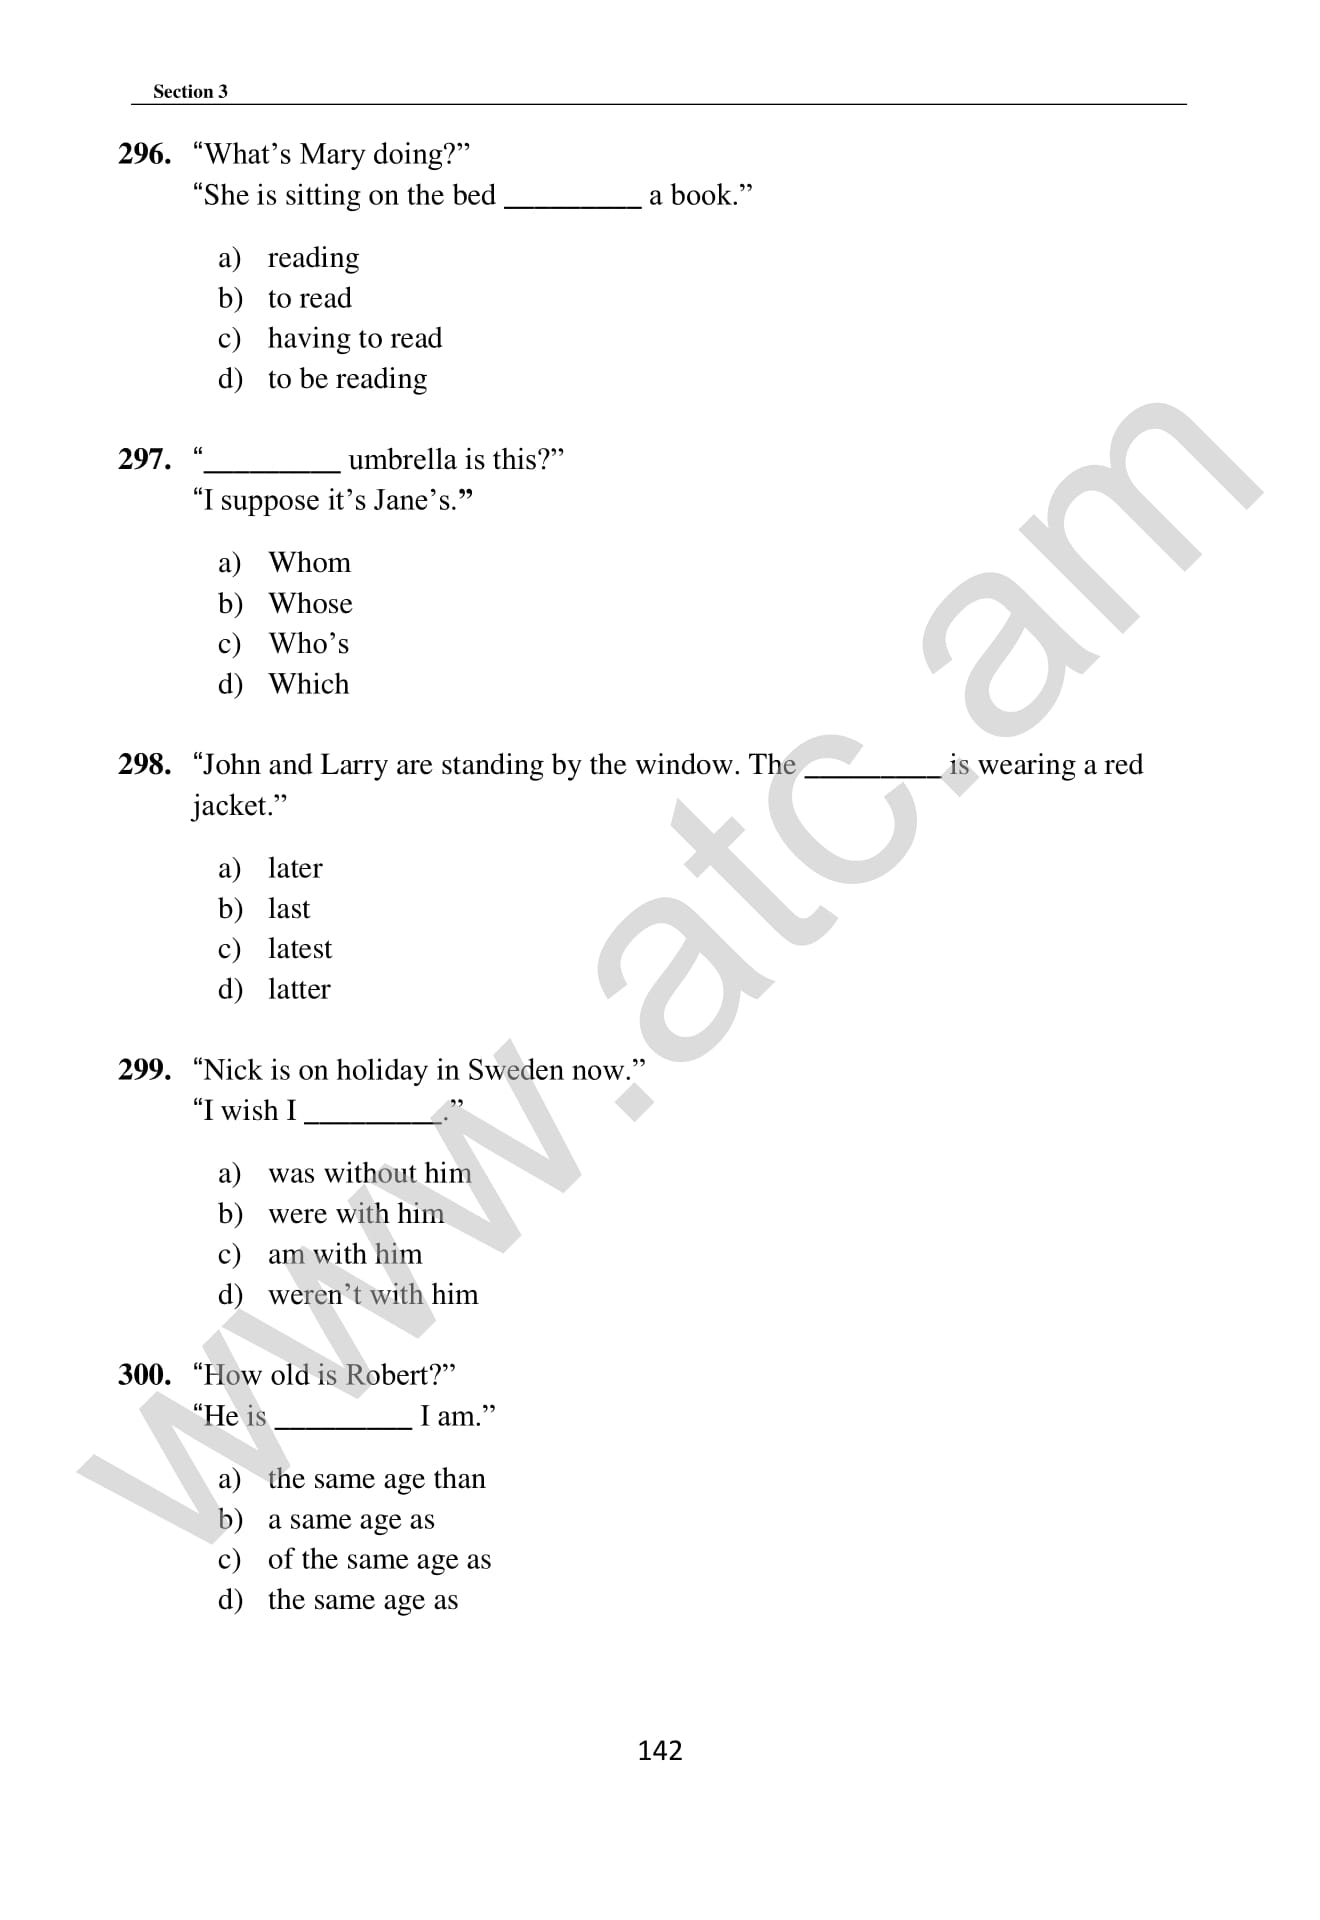 Section 3
296. “What’s Mary doing?”
“She is sitting on the bed _________ a book.”
a) reading
b) to read
c) having to read
d) to be reading
297. “_________ umbrella is this?”
“I suppose it’s Jane’s.”
a) Whom
b) Whose
c) Who’s
d) Which
298. “John and Larry are standing by the window. The _________ is wearing a red
jacket.”
a) later
b) last
c) latest
d) latter
299. “Nick is on holiday in Sweden now.”
“I wish I _________.”
a) was without him
b) were with him
c) am with him
d) weren’t with him
300. “How old is Robert?”
“He is _________ I am.”
a) the same age than
b) a same age as
c) of the same age as
d) the same age as
142
www.atc.am